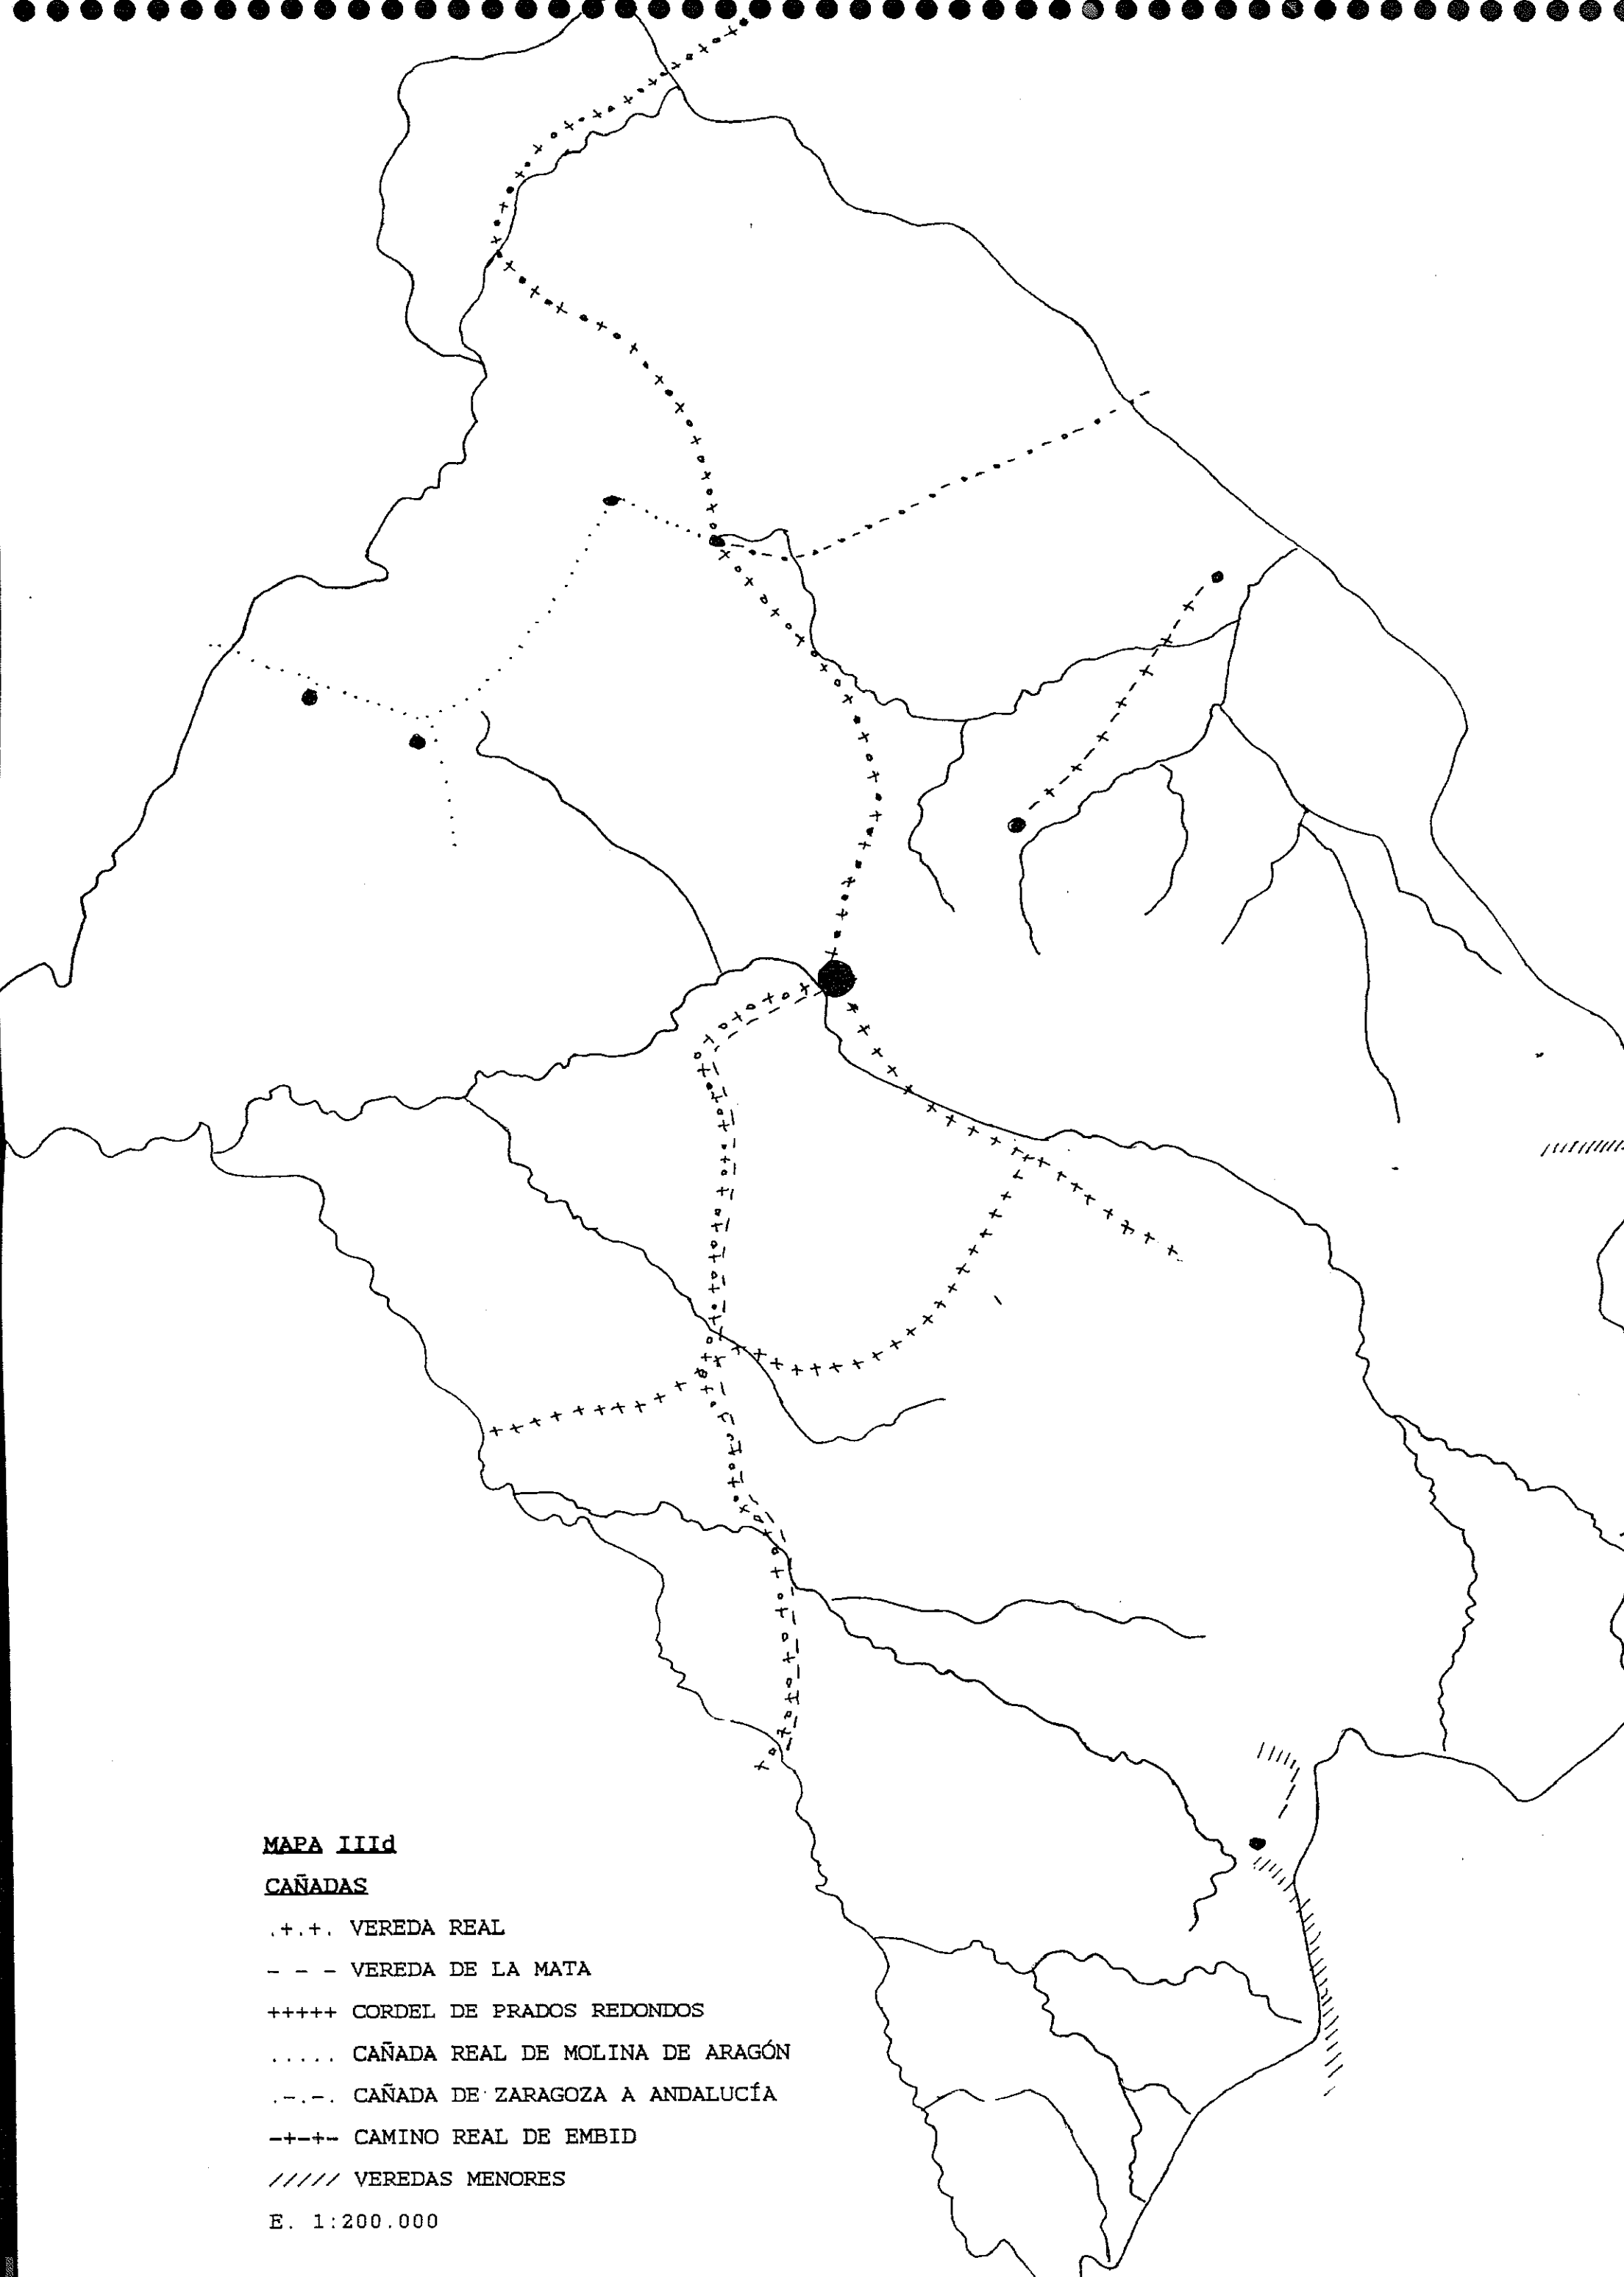 MAPA IIId
CAÑADAS
.+.+. VEREDA REAL
- - - VEREDA DE LA MATA
+++++ CORDEL DE PRADOS REDONDOS
..... CAÑADA REAL DE MOLINA DE ARAGÓN
.-.-. CAÑADA DE ZARAGOZA A ANDALUCÍA
-+-+- CAMINO REAL DE EMBID
///// VEREDAS MENORES
E. 1:200.000